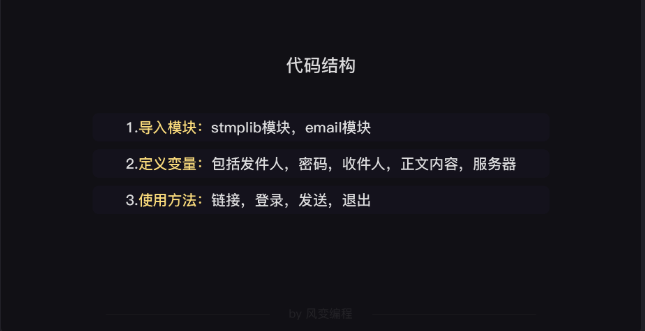 代码结构
1.导入模块：stmplib模块，email模块
2.定义变量：包括发件人，密码，收件人，正文内容，服务器
3.使用方法：链接，登录，发送，退出
by 风变编程